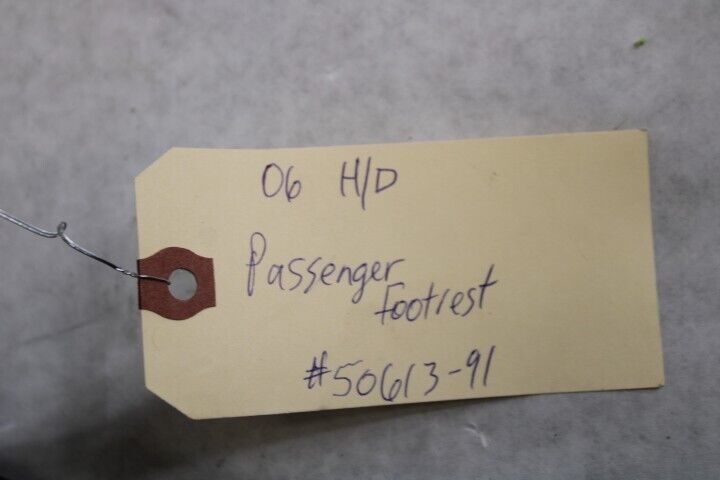 06 H/D
Passenger
Footrest
#50613-91